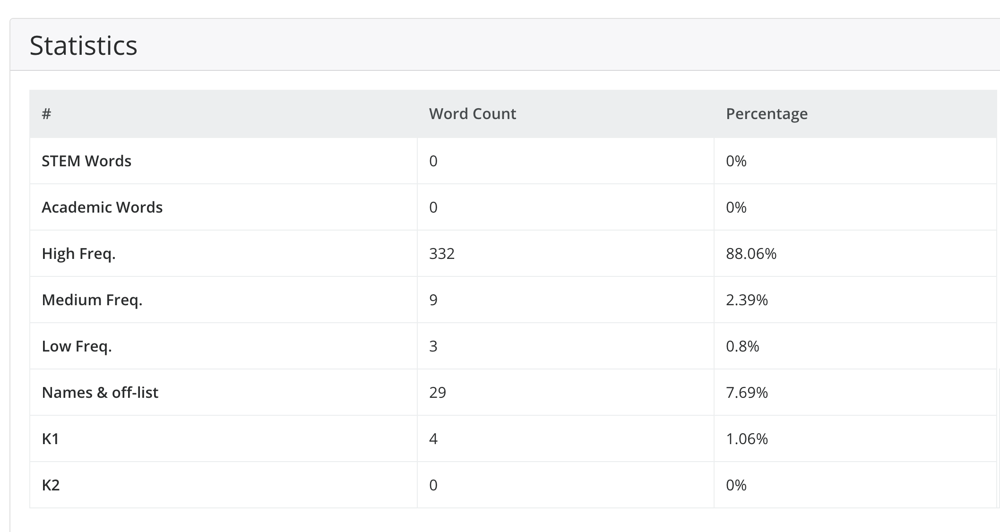 Statistics
# Word Count Percentage
STEM Words 0 0%
Academic Words 0 0%
High Freq. 332 88.06%
Medium Freq. 9 2.39%
Low Freq. 3 0.8%
Names & off-list 29 7.69%
K1 4 1.06%
K2 0 0%